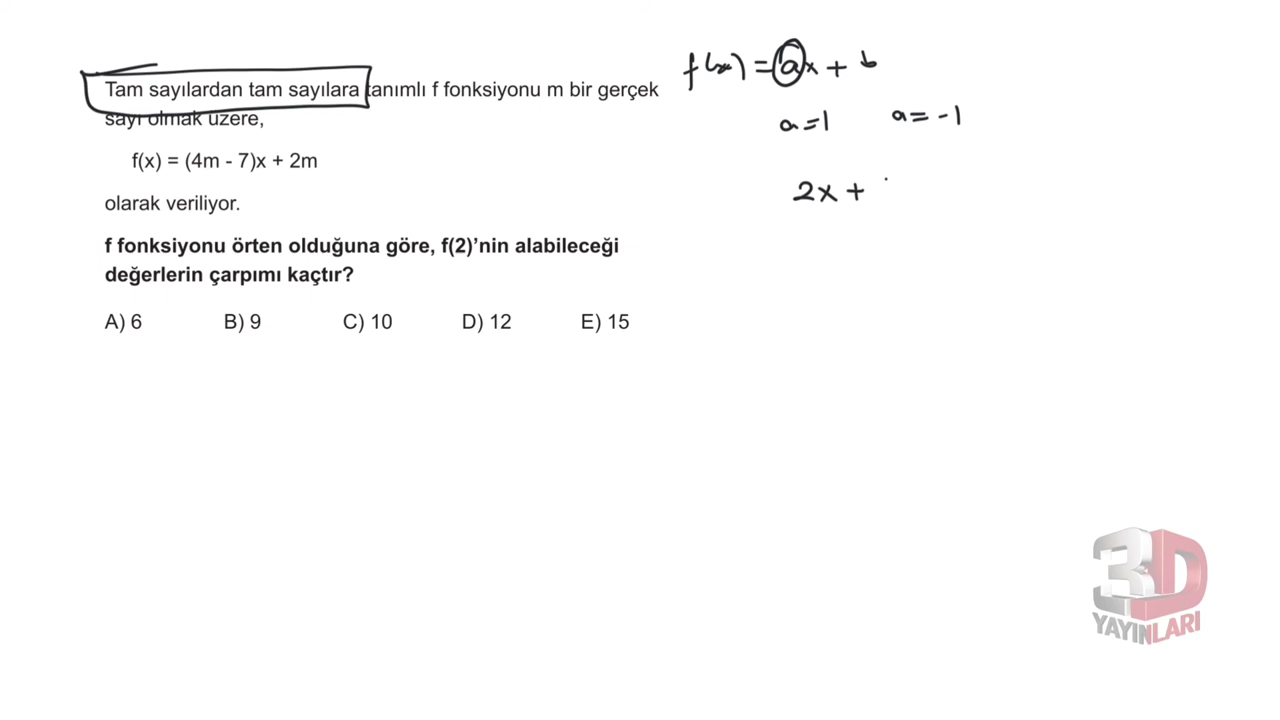 Tam sayılardan tam sayılara tanımlı f fonksiyonu m bir gerçek
sayı olmak üzere,
f(x) = (4m - 7)x + 2m
olarak veriliyor.
f fonksiyonu örten olduğuna göre, f(2)'nin alabileceği
değerlerin çarpımı kaçtır?
A) 6 B) 9 C) 10 D) 12 E) 15
f(x) = ax + b
a = 1 a = -1
2x +
3D
YAYINLARI